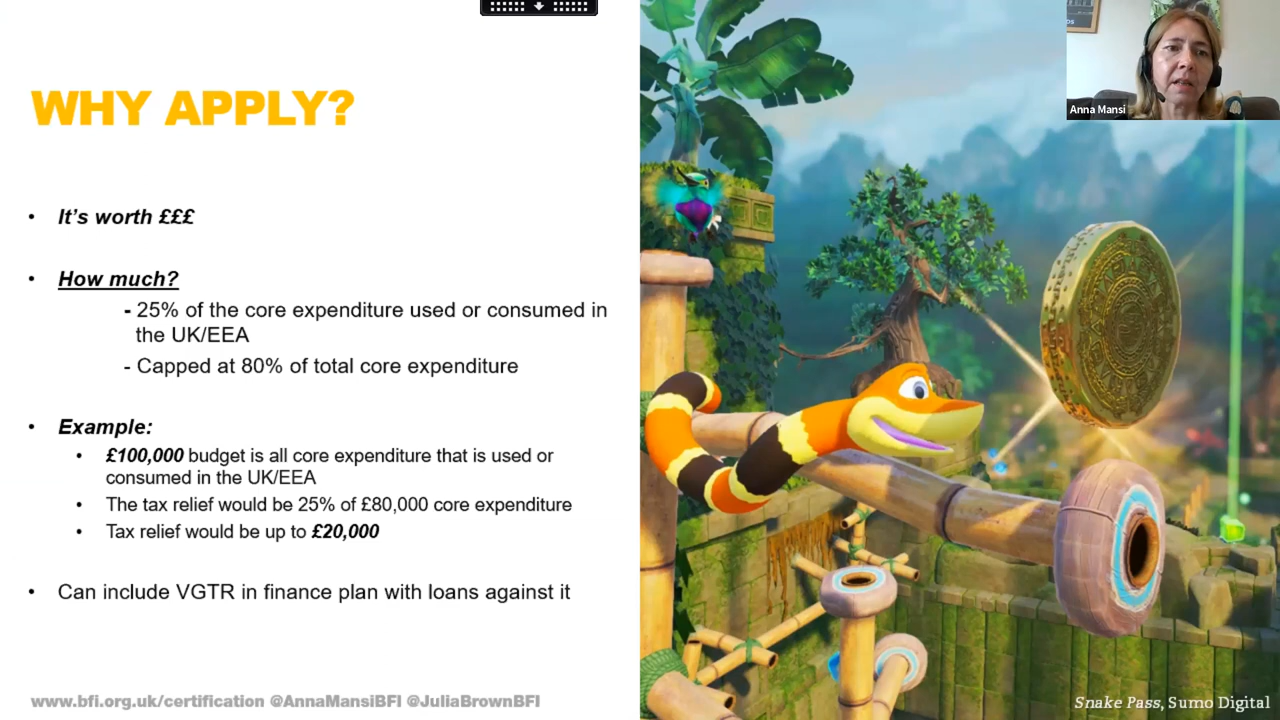 WHY APPLY?
• It's worth £££
• How much?
- 25% of the core expenditure used or consumed in
the UK/EEA
- Capped at 80% of total core expenditure
• Example:
• £100,000 budget is all core expenditure that is used or
consumed in the UK/EEA
• The tax relief would be 25% of £80,000 core expenditure
• Tax relief would be up to £20,000
• Can include VGTR in finance plan with loans against it
www.bfi.org.uk/certification @AnnaMansiBFI @JuliaBrownBFI
Anna Mansi
Snake Pass, Sumo Digital